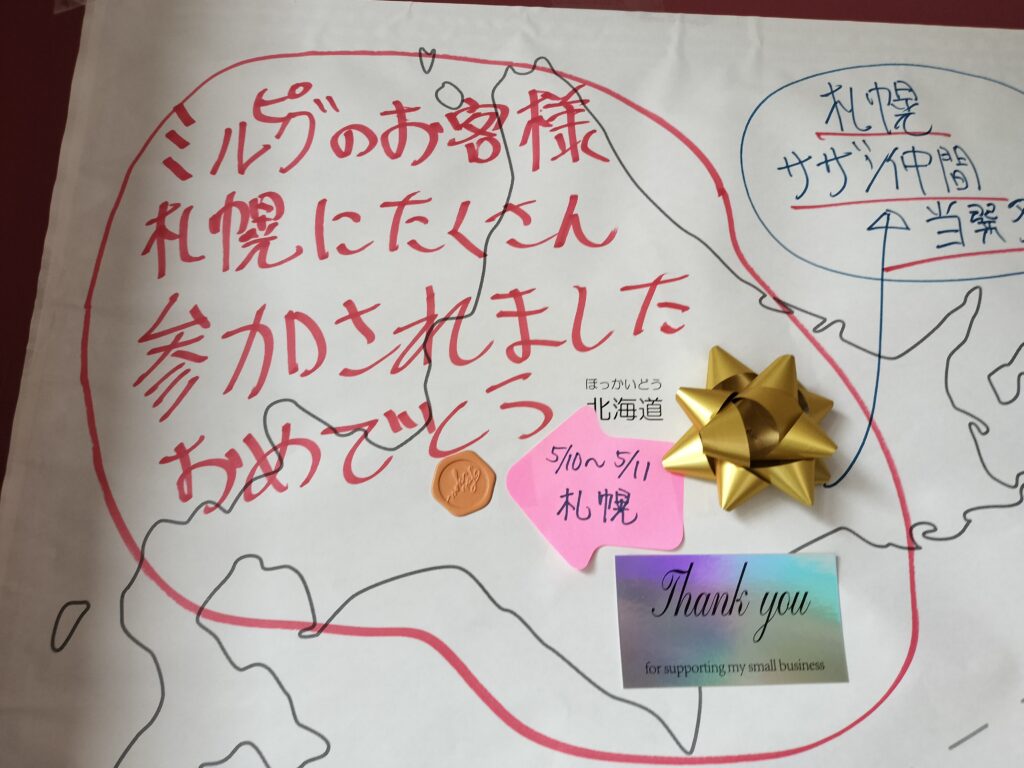 ミルピグのお客様
札幌にたくさん
参加されました
おめでとう
札幌
サザン仲間
当選
ほっかいどう
北海道
5/10～5/11
札幌
Thank you
for supporting my small business